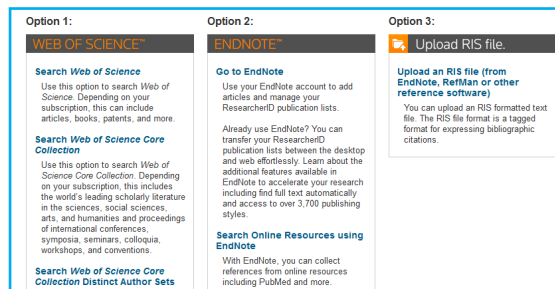 Option 1:
WEB OF SCIENCE™
Search Web of Science
Use this option to search Web of
Science. Depending on your
subscription, this can include
articles, books, patents, and more.
Search Web of Science Core
Collection
Use this option to search Web of
Science Core Collection. Depending
on your subscription, this includes
the world's leading scholarly literature
in the sciences, social sciences,
arts, and humanities and proceedings
of international conferences,
symposia, seminars, colloquia,
workshops, and conventions.
Search Web of Science Core
Collection Distinct Author Sets
Option 2:
ENDNOTE™
Go to EndNote
Use your EndNote account to add
articles and manage your
ResearcherID publication lists.
Already use EndNote? You can
transfer your ResearcherID
publication lists between the desktop
and web effortlessly. Learn about the
additional features available in
EndNote to accelerate your research
including find full text automatically
and access to over 3,700 publishing
styles.
Search Online Resources using
EndNote
With EndNote, you can collect
references from online resources
including PubMed and more.
Option 3:
Upload RIS file.
Upload an RIS file (from
EndNote, RefMan or other
reference software)
You can upload an RIS formatted text
file. The RIS format is a tagged
format for expressing bibliographic
citations.